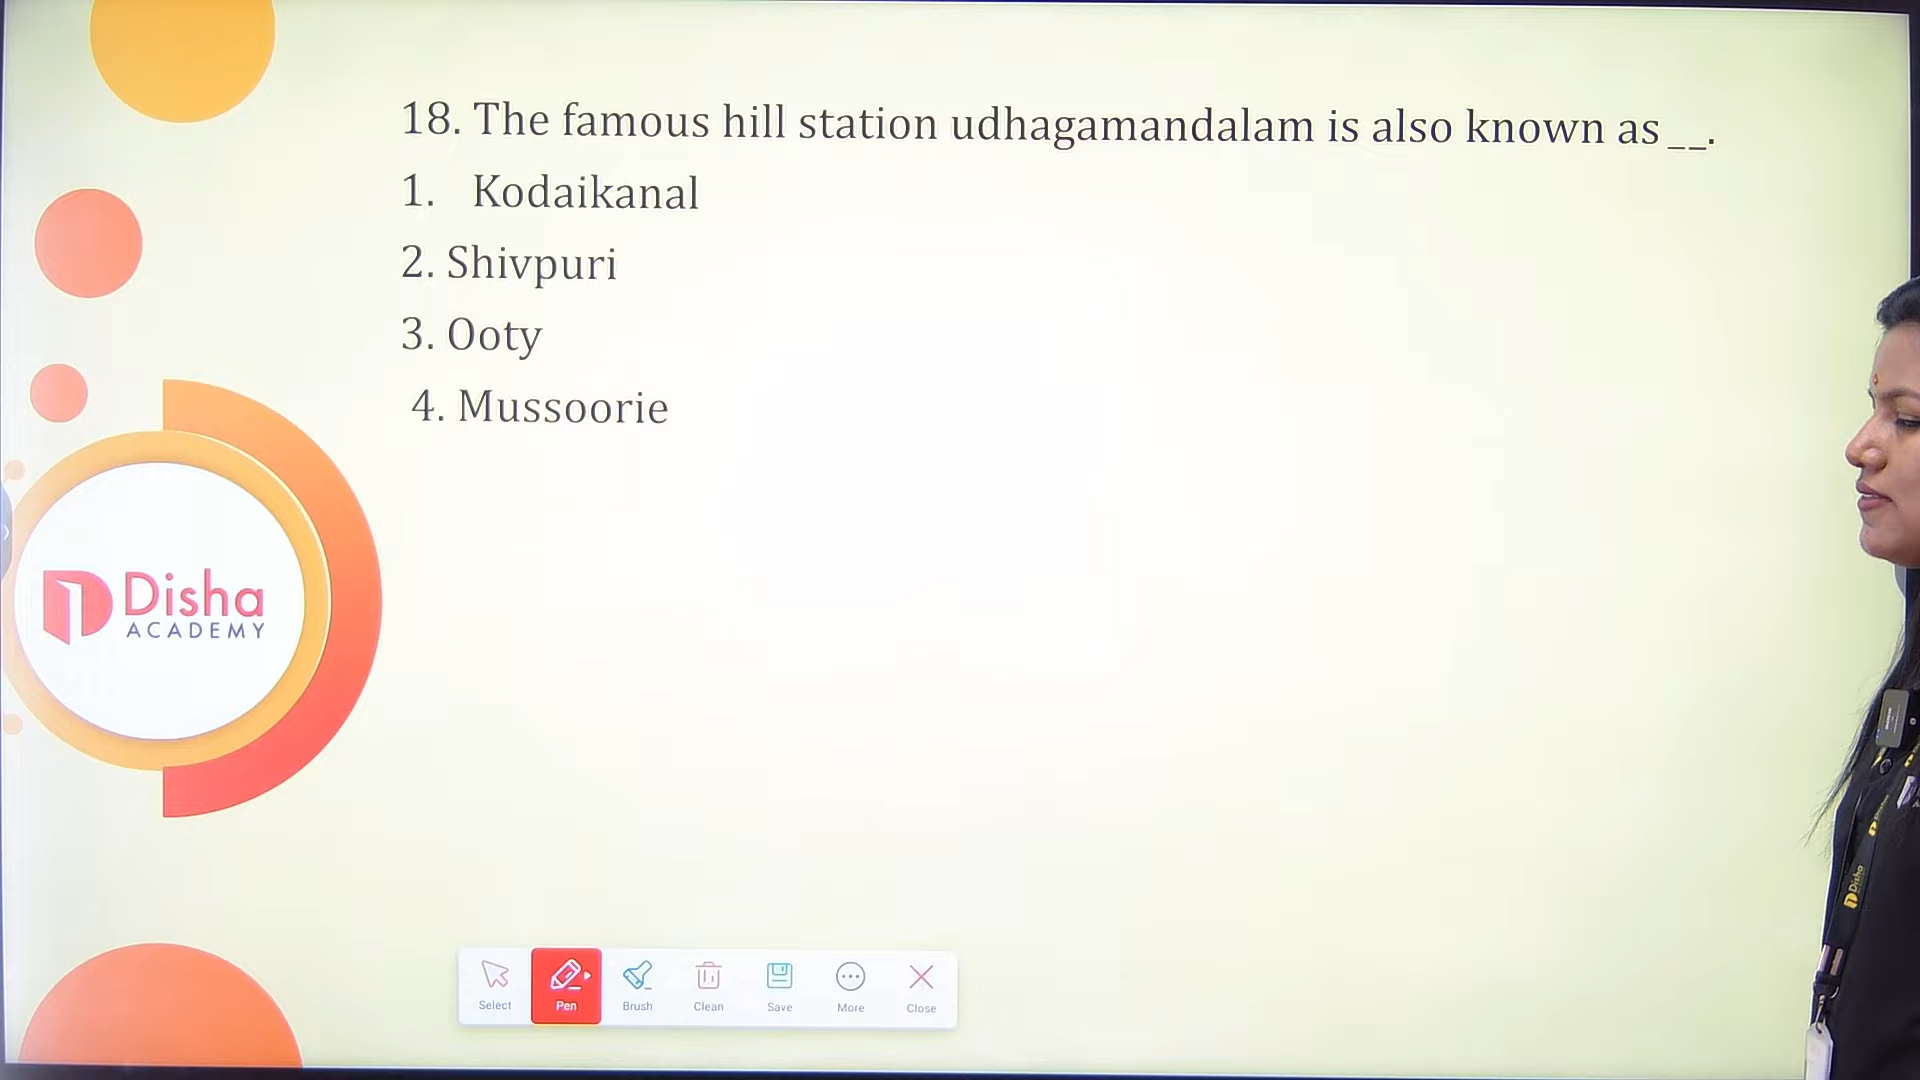 18. The famous hill station udhagamandalam is also known as __.
1. Kodaikanal
2. Shivpuri
3. Ooty
4. Mussoorie
Disha
ACADEMY
Select
Pen
Brush
Clean
Save
More
Close
Disha